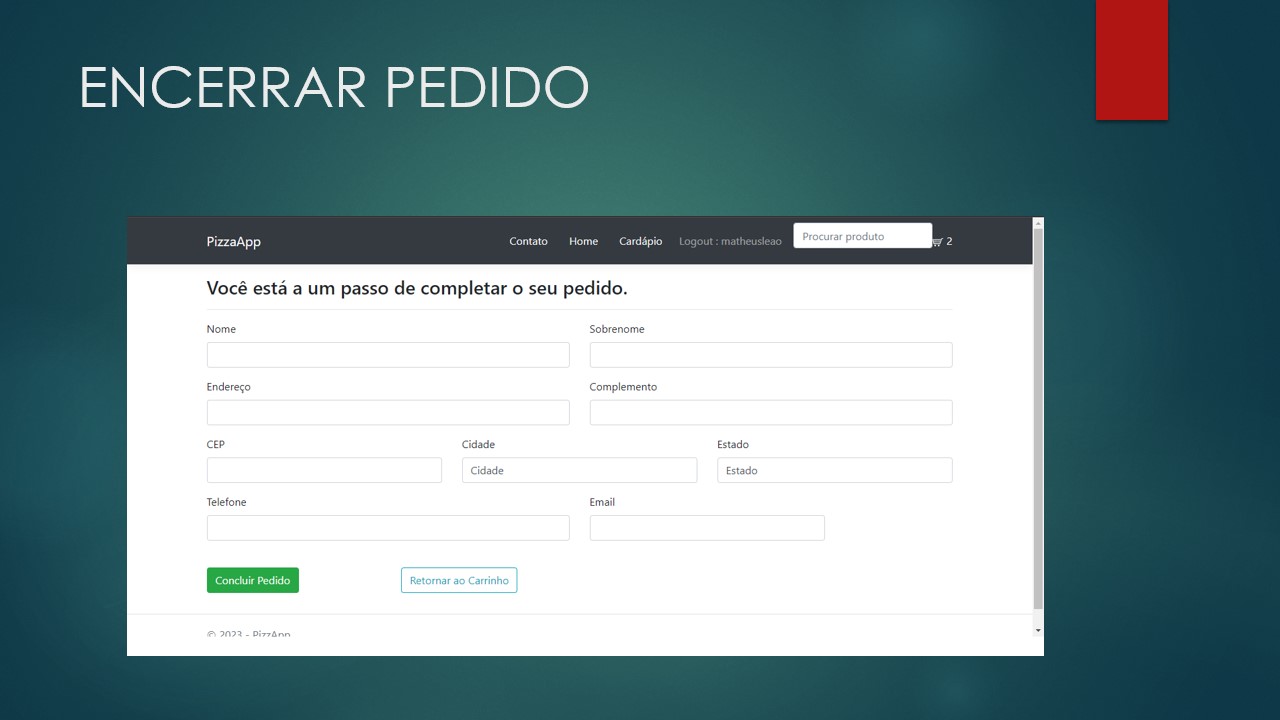 ENCERRAR PEDIDO
PizzaApp Contato Home Cardápio Logout : matheusleao Procurar produto 2
Você está a um passo de completar o seu pedido.
Nome Sobrenome
Endereço Complemento
CEP Cidade Estado
Cidade Estado
Telefone Email
Concluir Pedido Retornar ao Carrinho
© 2023 - PizzApp